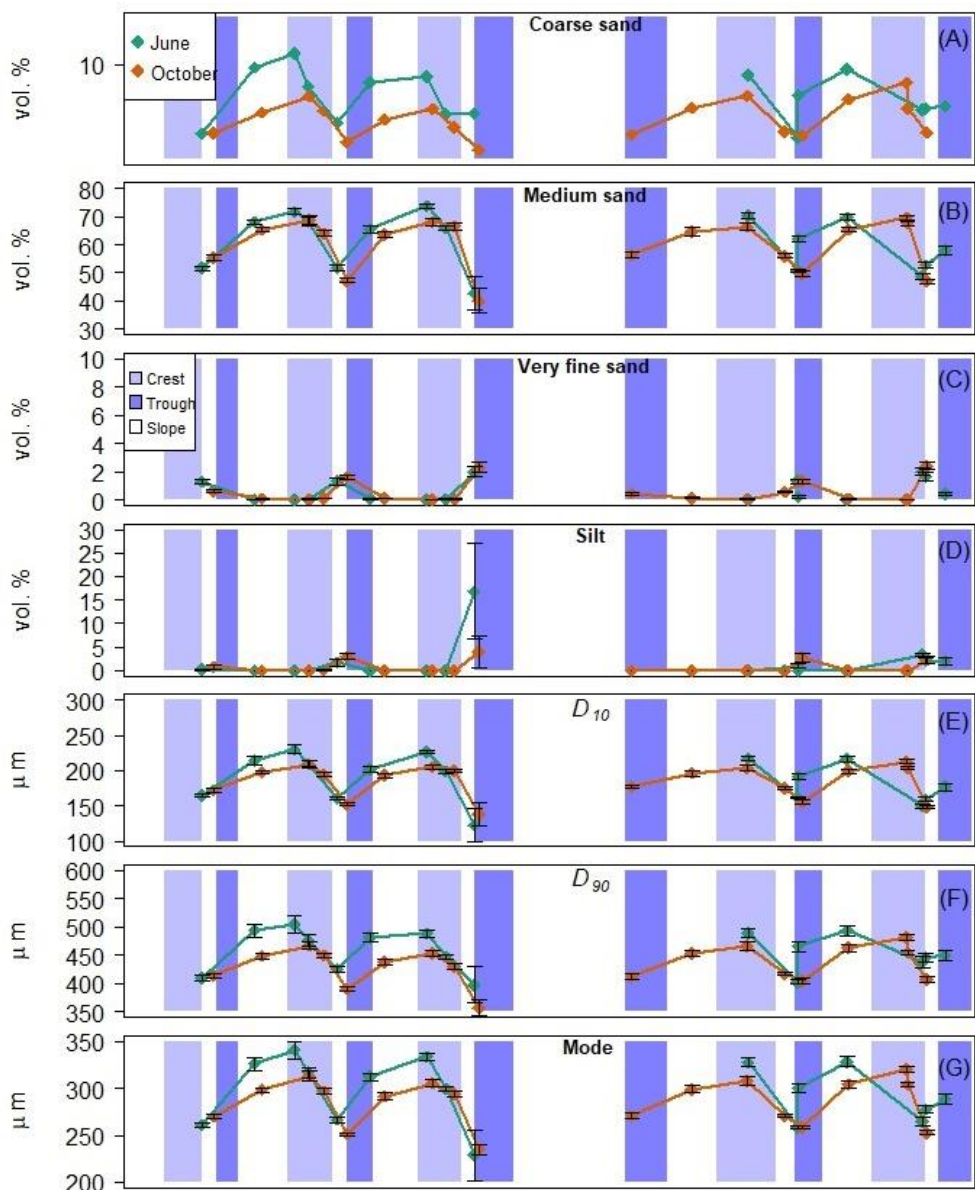 Coarse sand
(A)
June
October
vol. %
10
Medium sand
(B)
vol. %
80
70
60
50
40
30
Very fine sand
(C)
vol. %
10
8
6
4
2
0
Crest
Trough
Slope
Silt
(D)
vol. %
30
25
20
15
10
5
0
D10
(E)
μm
300
250
200
150
100
D90
(F)
μm
600
500
450
400
350
Mode
(G)
μm
350
300
250
200